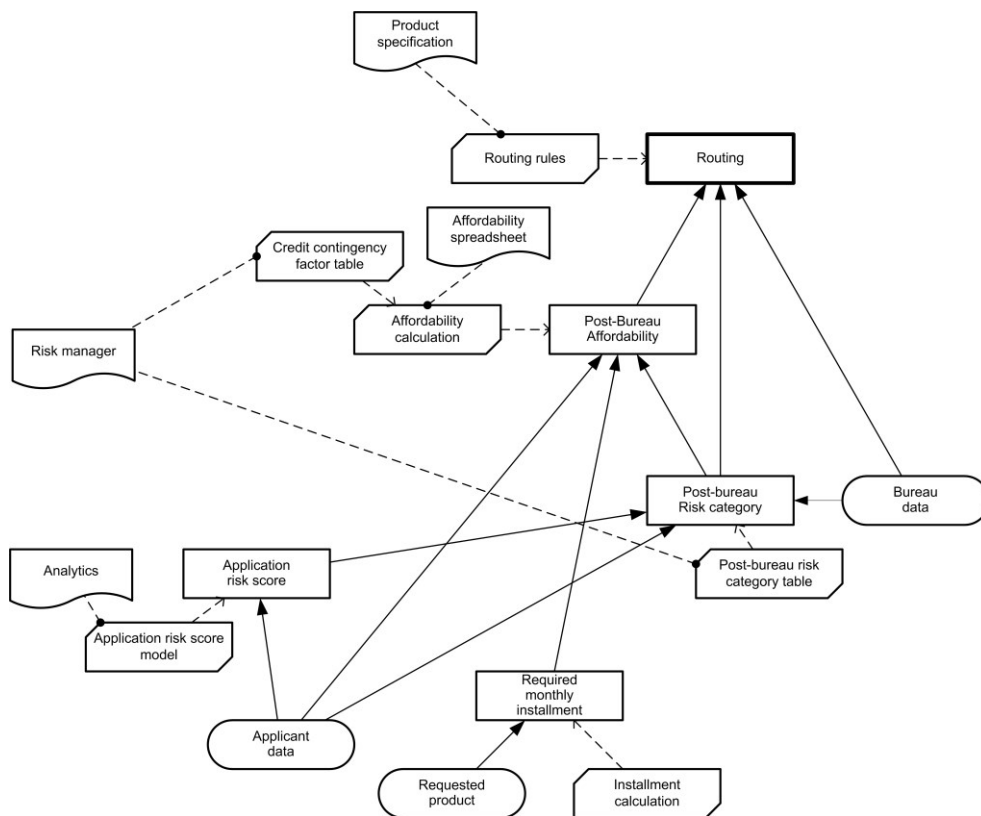 Product
specification
Routing rules
Routing
Affordability
spreadsheet
Credit contingency
factor table
Affordability
calculation
Post-Bureau
Affordability
Risk manager
Post-bureau
Risk category
Bureau
data
Analytics
Application
risk score
Post-bureau risk
category table
Application risk score
model
Required
monthly
installment
Applicant
data
Requested
product
Installment
calculation